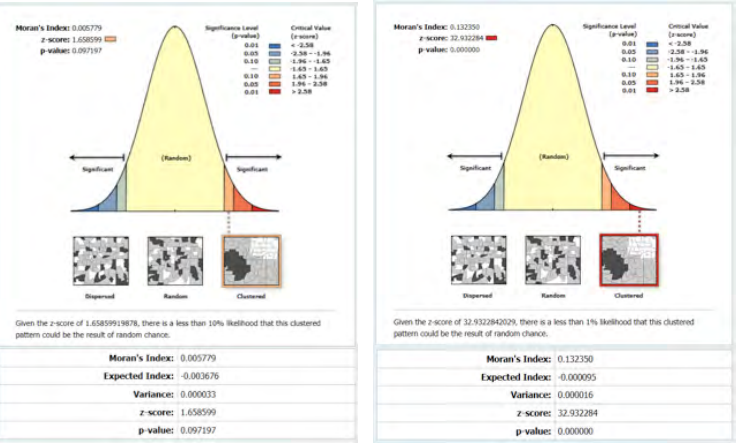 Moran's Index: 0.005779
z-score: 1.658599
p-value: 0.097197
Significance Level
(p-value)
Critical Value
(z-score)
0.01 < -2.58
0.05 -2.58 - -1.96
0.10 -1.96 - -1.65
— -1.65 - 1.65
0.10 1.65 - 1.96
0.05 1.96 - 2.58
0.01 > 2.58
Significant
(Random)
Significant
Dispersed
Random
Clustered
Given the z-score of 1.65859919878, there is a less than 10% likelihood that this clustered
pattern could be the result of random chance.
Moran's Index: 0.005779
Expected Index: -0.003676
Variance: 0.000033
z-score: 1.658599
p-value: 0.097197
Moran's Index: 0.132350
z-score: 32.932284
p-value: 0.000000
Significance Level
(p-value)
Critical Value
(z-score)
0.01 < -2.58
0.05 -2.58 - -1.96
0.10 -1.96 - -1.65
— -1.65 - 1.65
0.10 1.65 - 1.96
0.05 1.96 - 2.58
0.01 > 2.58
Significant
(Random)
Significant
Dispersed
Random
Clustered
Given the z-score of 32.9322842029, there is a less than 1% likelihood that this clustered
pattern could be the result of random chance.
Moran's Index: 0.132350
Expected Index: -0.000095
Variance: 0.000016
z-score: 32.932284
p-value: 0.000000